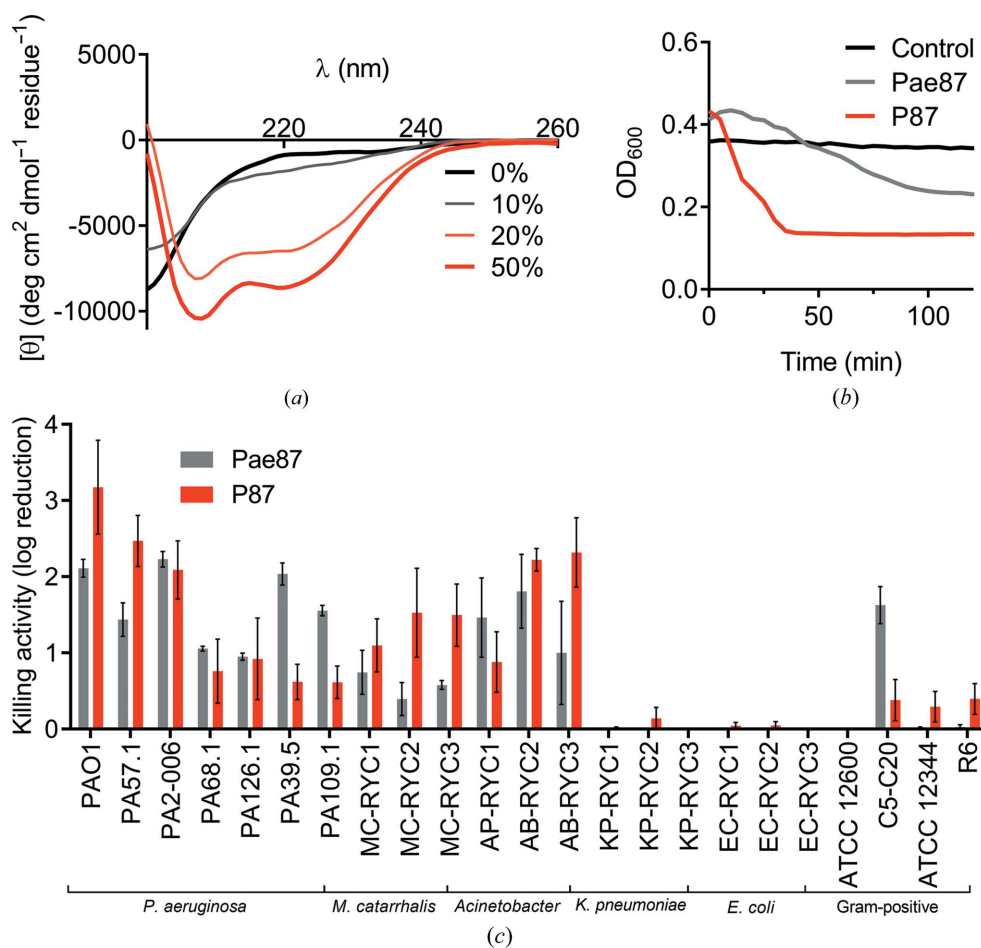 [θ] (deg cm² dmol⁻¹ residue⁻¹)
5000
0
-5000
-10000
λ (nm)
220
240
260
0%
10%
20%
50%
(a)
OD₆₀₀
0.6
0.4
0.2
0.0
0
50
100
Time (min)
Control
Pae87
P87
(b)
Killing activity (log reduction)
4
3
2
1
0
Pae87
P87
PAO1
PA57.1
PA2-006
PA68.1
PA126.1
PA39.5
PA109.1
MC-RYC1
MC-RYC2
MC-RYC3
AP-RYC1
AB-RYC2
AB-RYC3
KP-RYC1
KP-RYC2
KP-RYC3
EC-RYC1
EC-RYC2
EC-RYC3
ATCC 12600
C5-C20
ATCC 12344
R6
P. aeruginosa
M. catarrhalis
Acinetobacter
K. pneumoniae
E. coli
Gram-positive
(c)